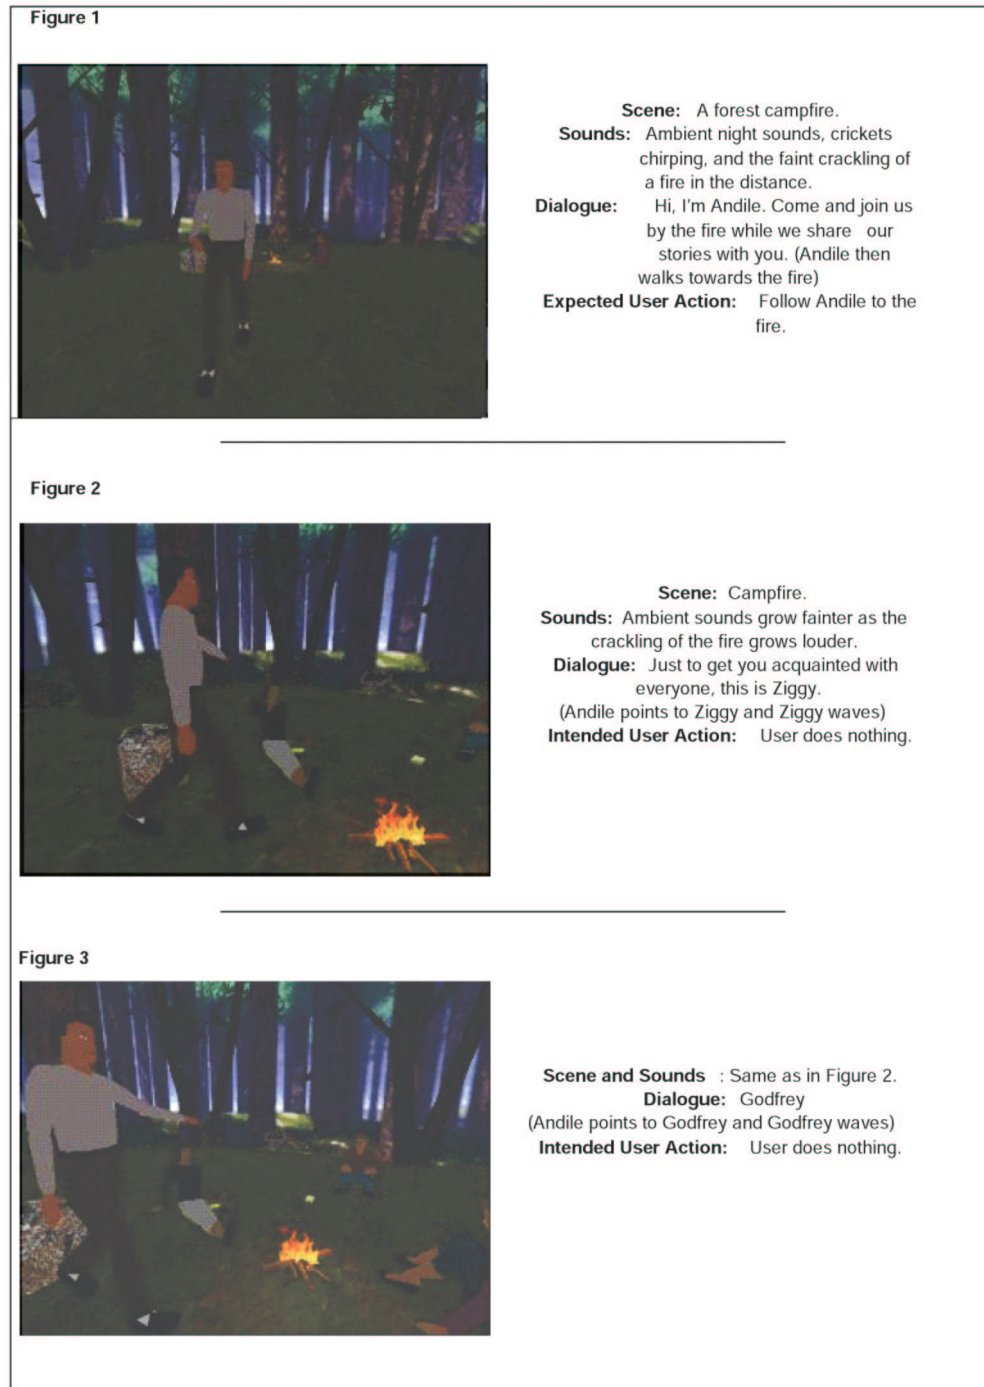 Figure 1
Scene: A forest campfire.
Sounds: Ambient night sounds, crickets
chirping, and the faint crackling of
a fire in the distance.
Dialogue: Hi, I'm Andile. Come and join us
by the fire while we share our
stories with you. (Andile then
walks towards the fire)
Expected User Action: Follow Andile to the
fire.
Figure 2
Scene: Campfire.
Sounds: Ambient sounds grow fainter as the
crackling of the fire grows louder.
Dialogue: Just to get you acquainted with
everyone, this is Ziggy.
(Andile points to Ziggy and Ziggy waves)
Intended User Action: User does nothing.
Figure 3
Scene and Sounds : Same as in Figure 2.
Dialogue: Godfrey
(Andile points to Godfrey and Godfrey waves)
Intended User Action: User does nothing.